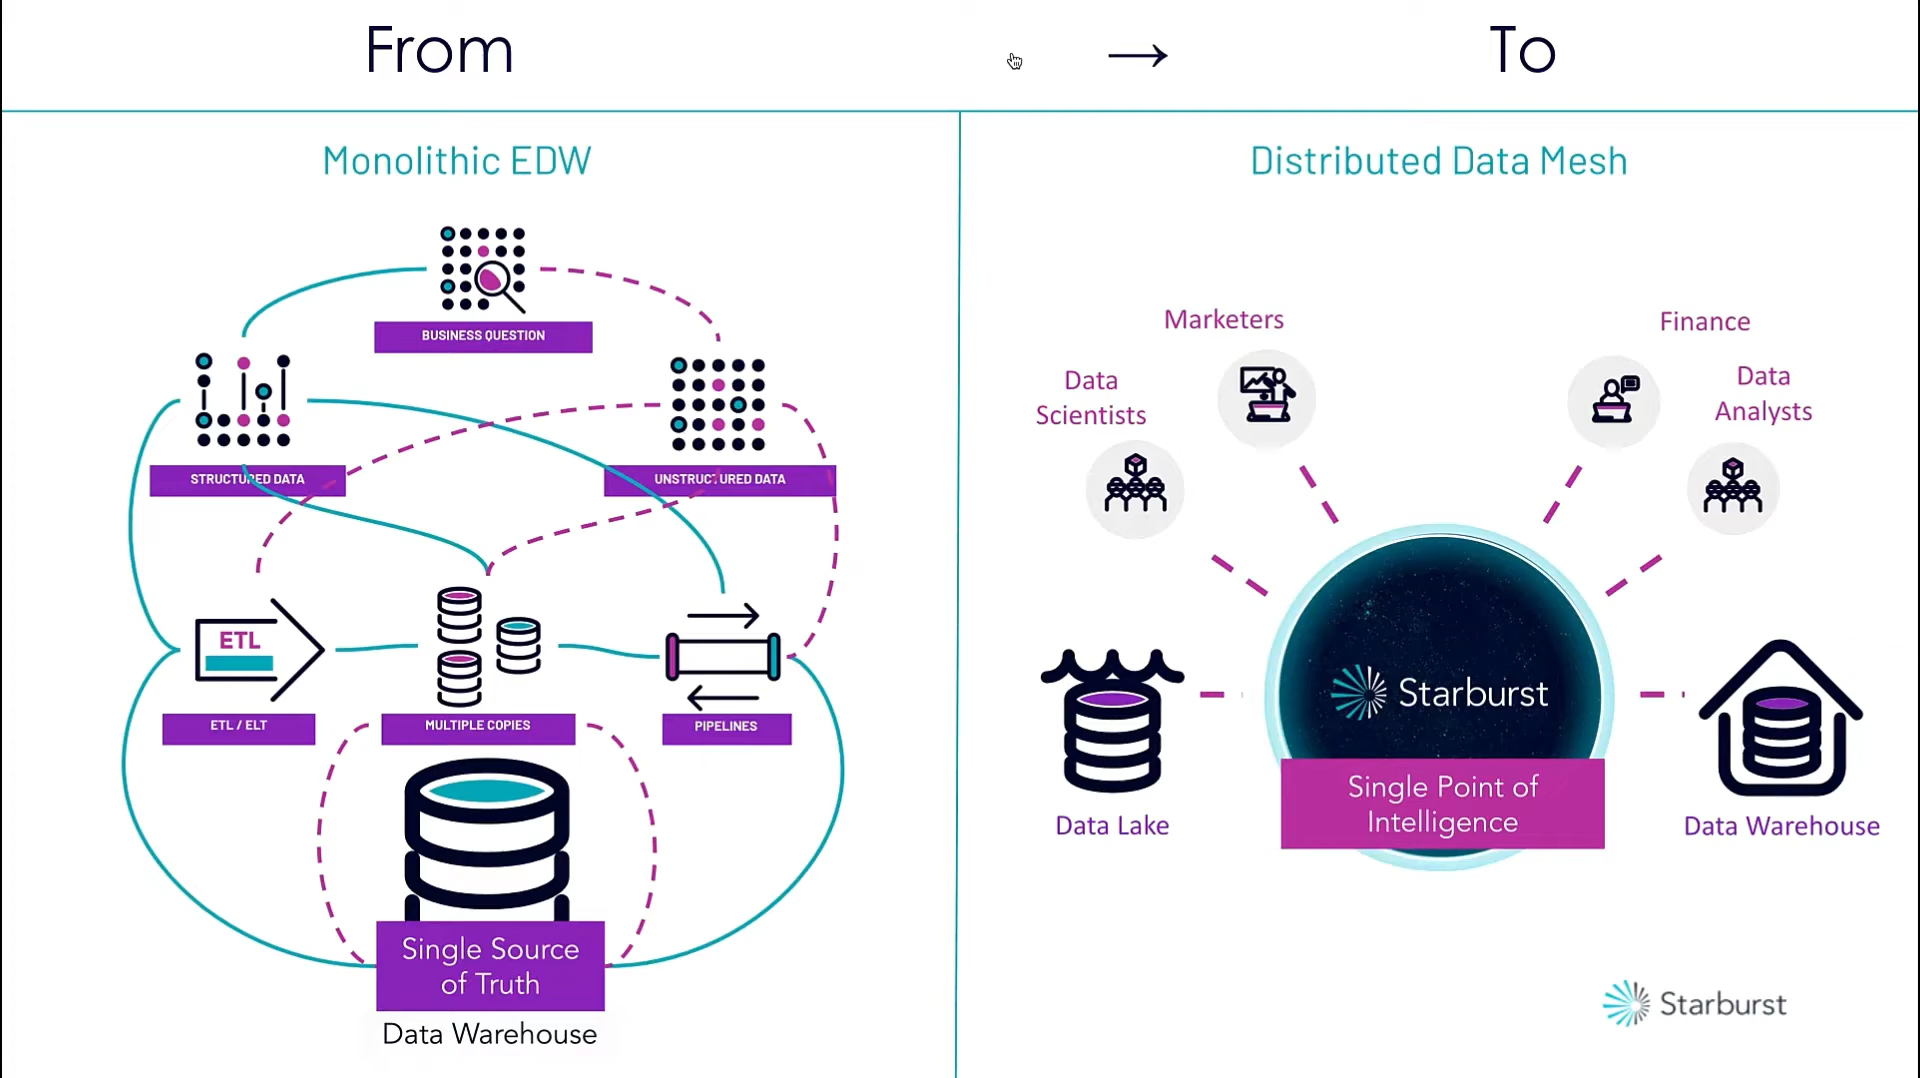 From
→
To
Monolithic EDW
BUSINESS QUESTION
STRUCTURED DATA
UNSTRUCTURED DATA
ETL
ETL / ELT
MULTIPLE COPIES
PIPELINES
Single Source
of Truth
Data Warehouse
Distributed Data Mesh
Marketers
Finance
Data
Scientists
Data
Analysts
Starburst
Single Point of
Intelligence
Data Lake
Data Warehouse
Starburst